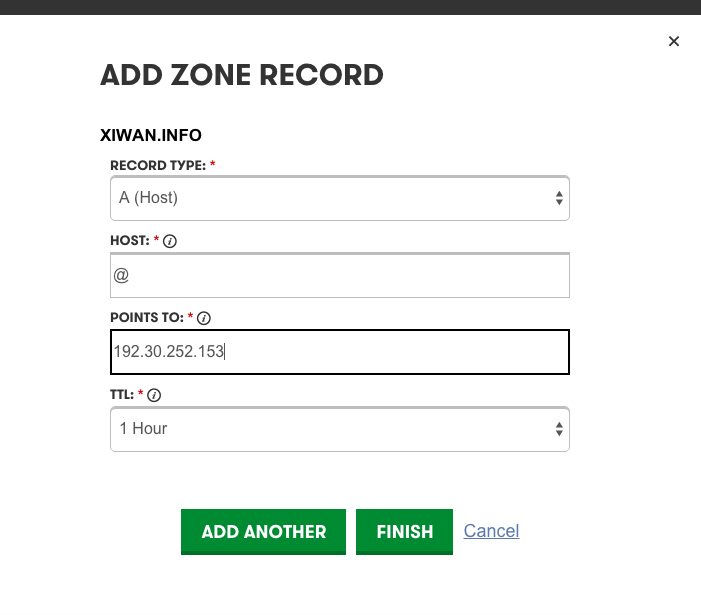 ×
ADD ZONE RECORD
XIWAN.INFO
RECORD TYPE: *
A (Host)
HOST: * i
@
POINTS TO: * i
192.30.252.153
TTL: * i
1 Hour
ADD ANOTHER FINISH Cancel